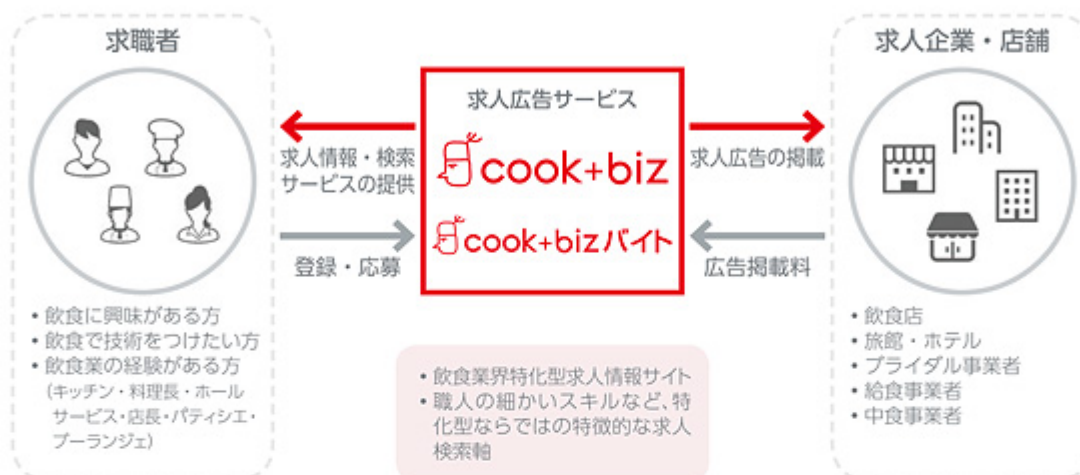 求職者
• 飲食に興味がある方
• 飲食で技術をつけたい方
• 飲食業の経験がある方
(キッチン・料理長・ホール
サービス・店長・パティシエ・
ブーランジェ)
求人情報・検索
サービスの提供
登録・応募
求人広告サービス
cook+biz
cook+bizバイト
• 飲食業界特化型求人情報サイト
• 職人の細かいスキルなど、特
化型ならではの特徴的な求人
検索軸
求人広告の掲載
広告掲載料
求人企業・店舗
• 飲食店
• 旅館・ホテル
• ブライダル事業者
• 給食事業者
• 中食事業者